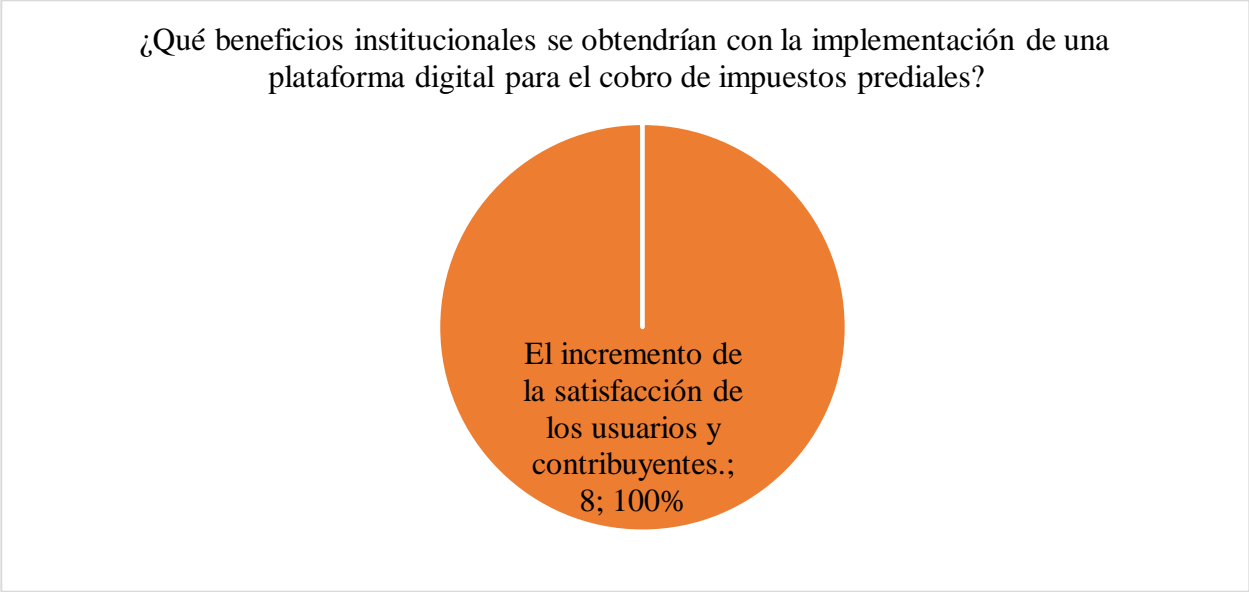 ¿Qué beneficios institucionales se obtendrían con la implementación de una
plataforma digital para el cobro de impuestos prediales?
El incremento de
la satisfacción de
los usuarios y
contribuyentes.;
8; 100%